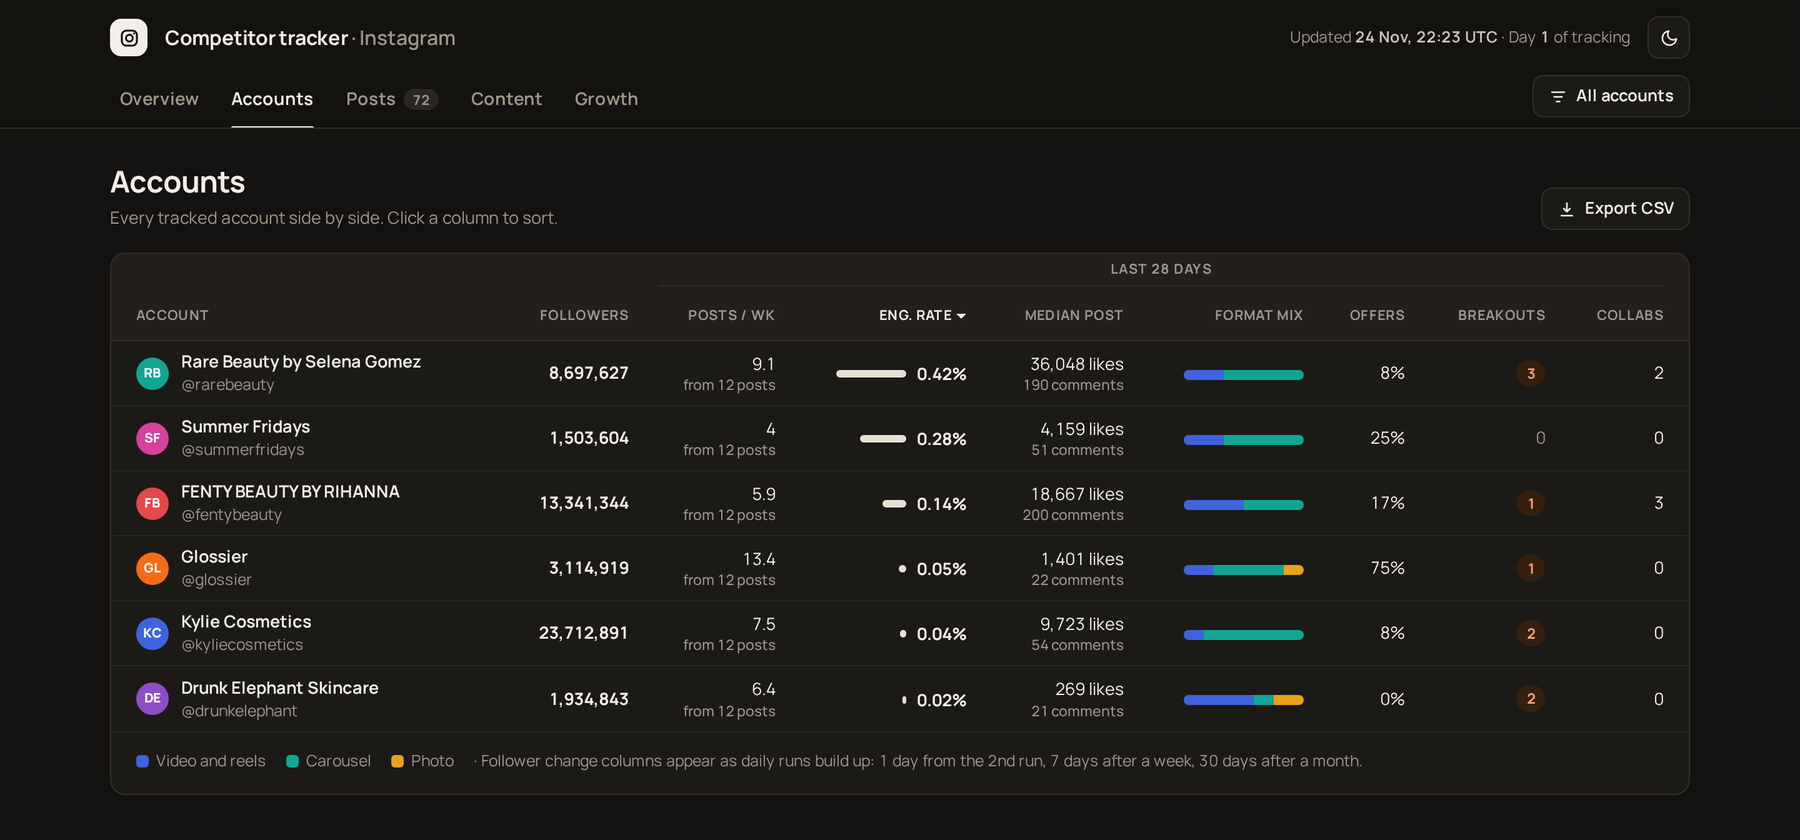 Competitor tracker · Instagram
Updated 24 Nov, 22:23 UTC · Day 1 of tracking
Overview Accounts Posts 72 Content Growth
All accounts
Accounts
Every tracked account side by side. Click a column to sort.
Export CSV
LAST 28 DAYS
ACCOUNT FOLLOWERS POSTS / WK ENG. RATE MEDIAN POST FORMAT MIX OFFERS BREAKOUTS COLLABS
RB Rare Beauty by Selena Gomez 8,697,627 9.1 0.42% 36,048 likes 8% 3 2
@rarebeauty from 12 posts 190 comments
SF Summer Fridays 1,503,604 4 0.28% 4,159 likes 25% 0 0
@summerfridays from 12 posts 51 comments
FB FENTY BEAUTY BY RIHANNA 13,341,344 5.9 0.14% 18,667 likes 17% 1 3
@fentybeauty from 12 posts 200 comments
GL Glossier 3,114,919 13.4 0.05% 1,401 likes 75% 1 0
@glossier from 12 posts 22 comments
KC Kylie Cosmetics 23,712,891 7.5 0.04% 9,723 likes 8% 2 0
@kyliecosmetics from 12 posts 54 comments
DE Drunk Elephant Skincare 1,934,843 6.4 0.02% 269 likes 0% 2 0
@drunkelephant from 12 posts 21 comments
Video and reels Carousel Photo · Follower change columns appear as daily runs build up: 1 day from the 2nd run, 7 days after a week, 30 days after a month.